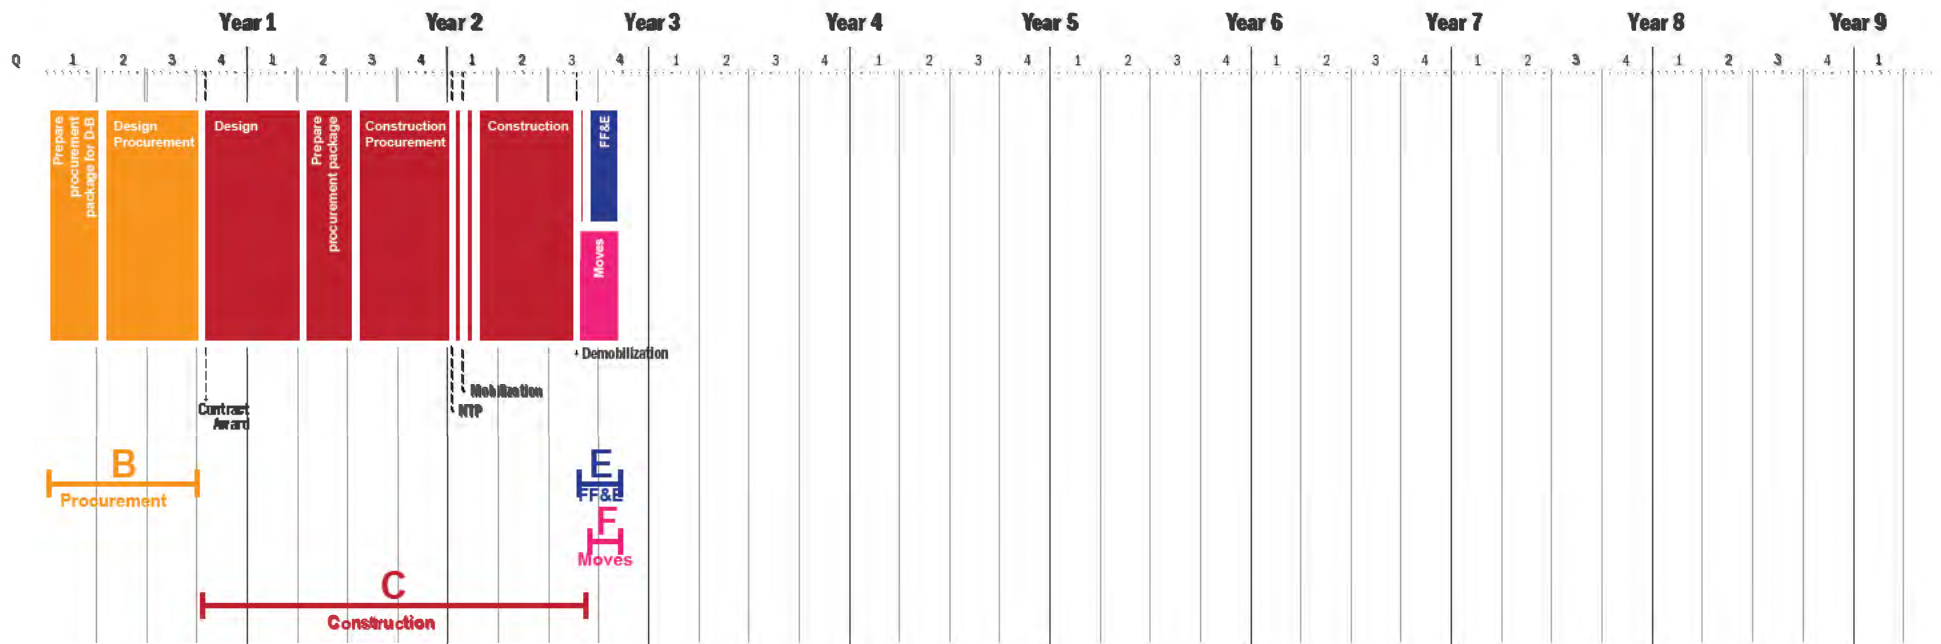 Year 1 Year 2 Year 3 Year 4 Year 5 Year 6 Year 7 Year 8 Year 9
Q 1 2 3 4 1 2 3 4 1 2 3 4 1 2 3 4 1 2 3 4 1 2 3 4 1 2 3 4 1 2 3 4 1 2 3 4 1
Prepare
procurement
package for D-B
Design
Procurement
Design
Prepare
procurement package
Construction
Procurement
Construction
FF&E
Moves
Demobilization
Mobilization
NTP
Contract
Award
B
Procurement
E
FF&E
F
Moves
C
Construction